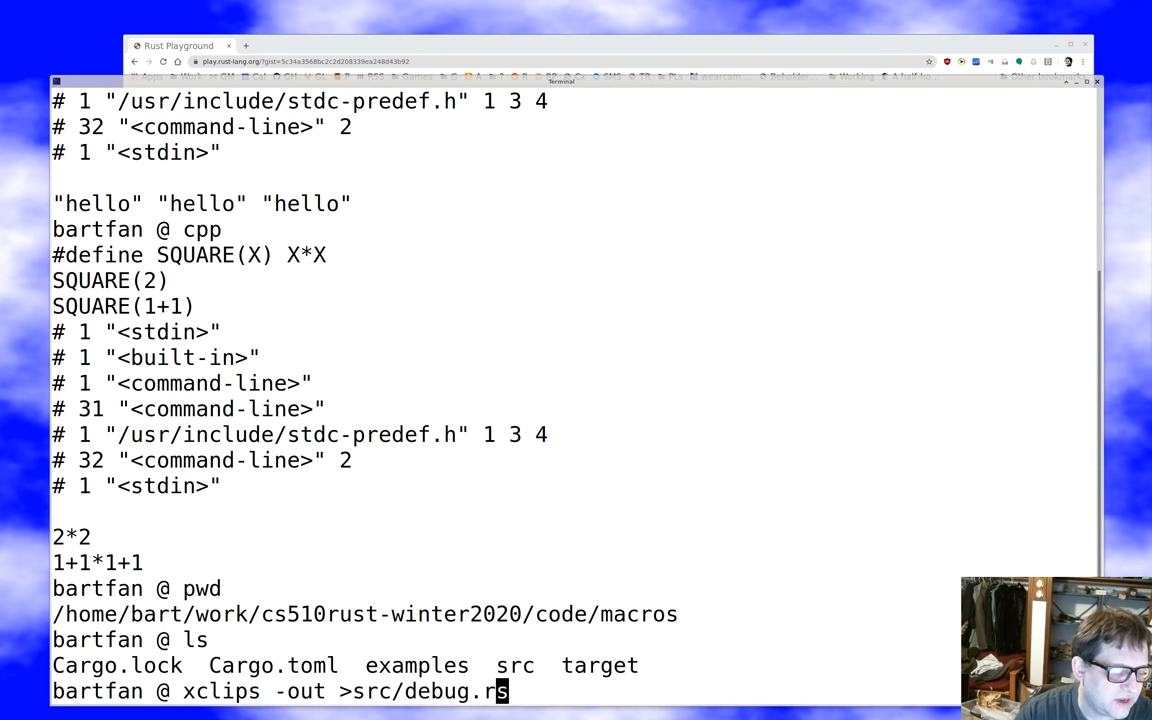 Rust Playground
play.rust-lang.org/?gist=5c34a3568bc2c2d208339ea248d43b92
Terminal
# 1 "/usr/include/stdc-predef.h" 1 3 4
# 32 "<command-line>" 2
# 1 "<stdin>"
"hello" "hello" "hello"
bartfan @ cpp
#define SQUARE(X) X*X
SQUARE(2)
SQUARE(1+1)
# 1 "<stdin>"
# 1 "<built-in>"
# 1 "<command-line>"
# 31 "<command-line>"
# 1 "/usr/include/stdc-predef.h" 1 3 4
# 32 "<command-line>" 2
# 1 "<stdin>"
2*2
1+1*1+1
bartfan @ pwd
/home/bart/work/cs510rust-winter2020/code/macros
bartfan @ ls
Cargo.lock Cargo.toml examples src target
bartfan @ xclips -out >src/debug.rs